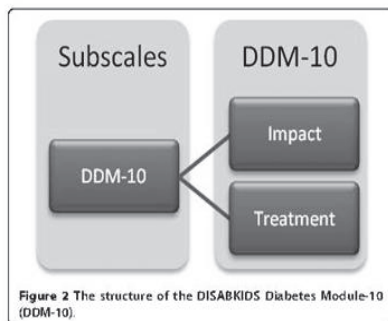 Subscales
DDM-10
DDM-10
Impact
Treatment
Figure 2 The structure of the DISABKIDS Diabetes Module-10
(DDM-10).